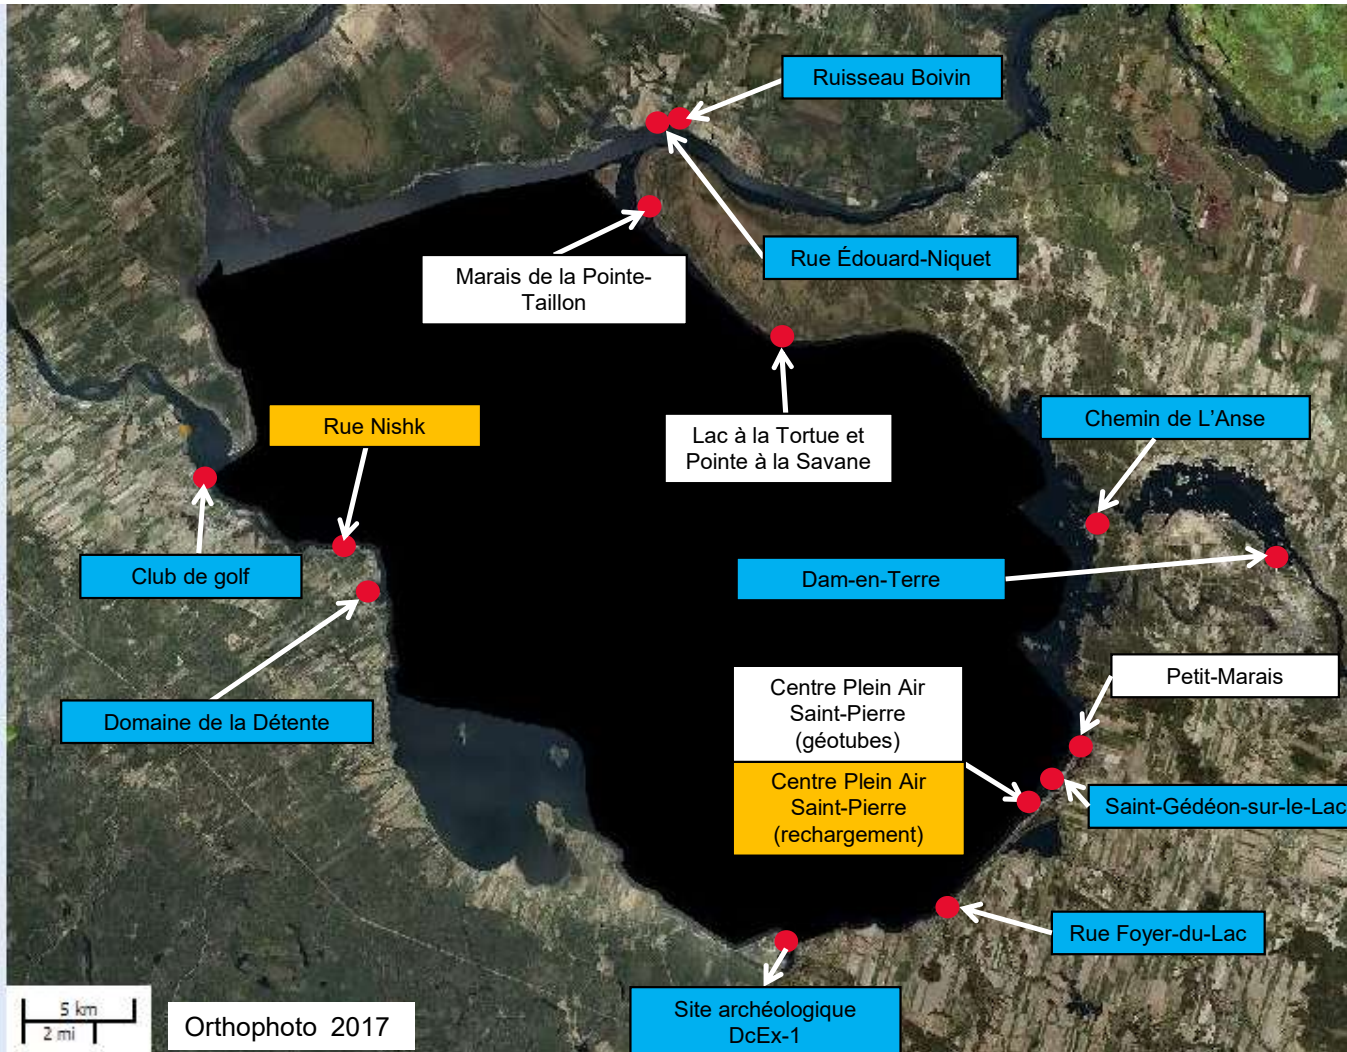 Ruisseau Boivin
Rue Édouard-Niquet
Marais de la Pointe-
Taillon
Rue Nishk
Lac à la Tortue et
Pointe à la Savane
Chemin de L'Anse
Club de golf
Dam-en-Terre
Petit-Marais
Centre Plein Air
Saint-Pierre
(géotubes)
Domaine de la Détente
Centre Plein Air
Saint-Pierre
(rechargement)
Saint-Gédéon-sur-le-Lac
Rue Foyer-du-Lac
Site archéologique
DcEx-1
5 km
2 mi
Orthophoto 2017